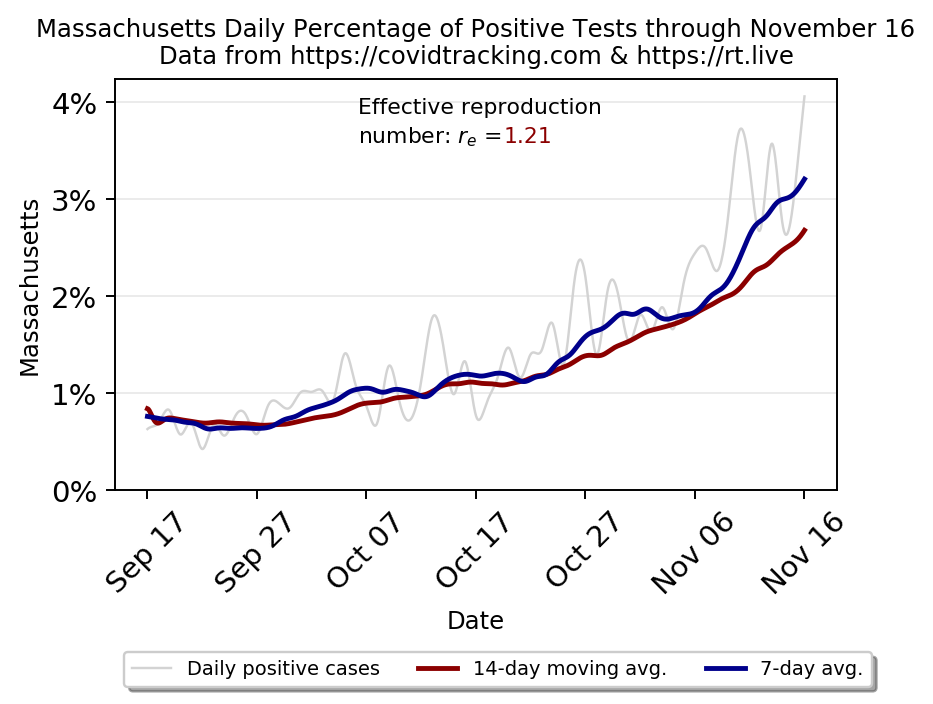 Massachusetts Daily Percentage of Positive Tests through November 16
Data from https://covidtracking.com & https://rt.live
Effective reproduction
number: rₑ =1.21
4%
3%
2%
1%
0%
Massachusetts
Sep 17
Sep 27
Oct 07
Oct 17
Oct 27
Nov 06
Nov 16
Date
Daily positive cases
14-day moving avg.
7-day avg.